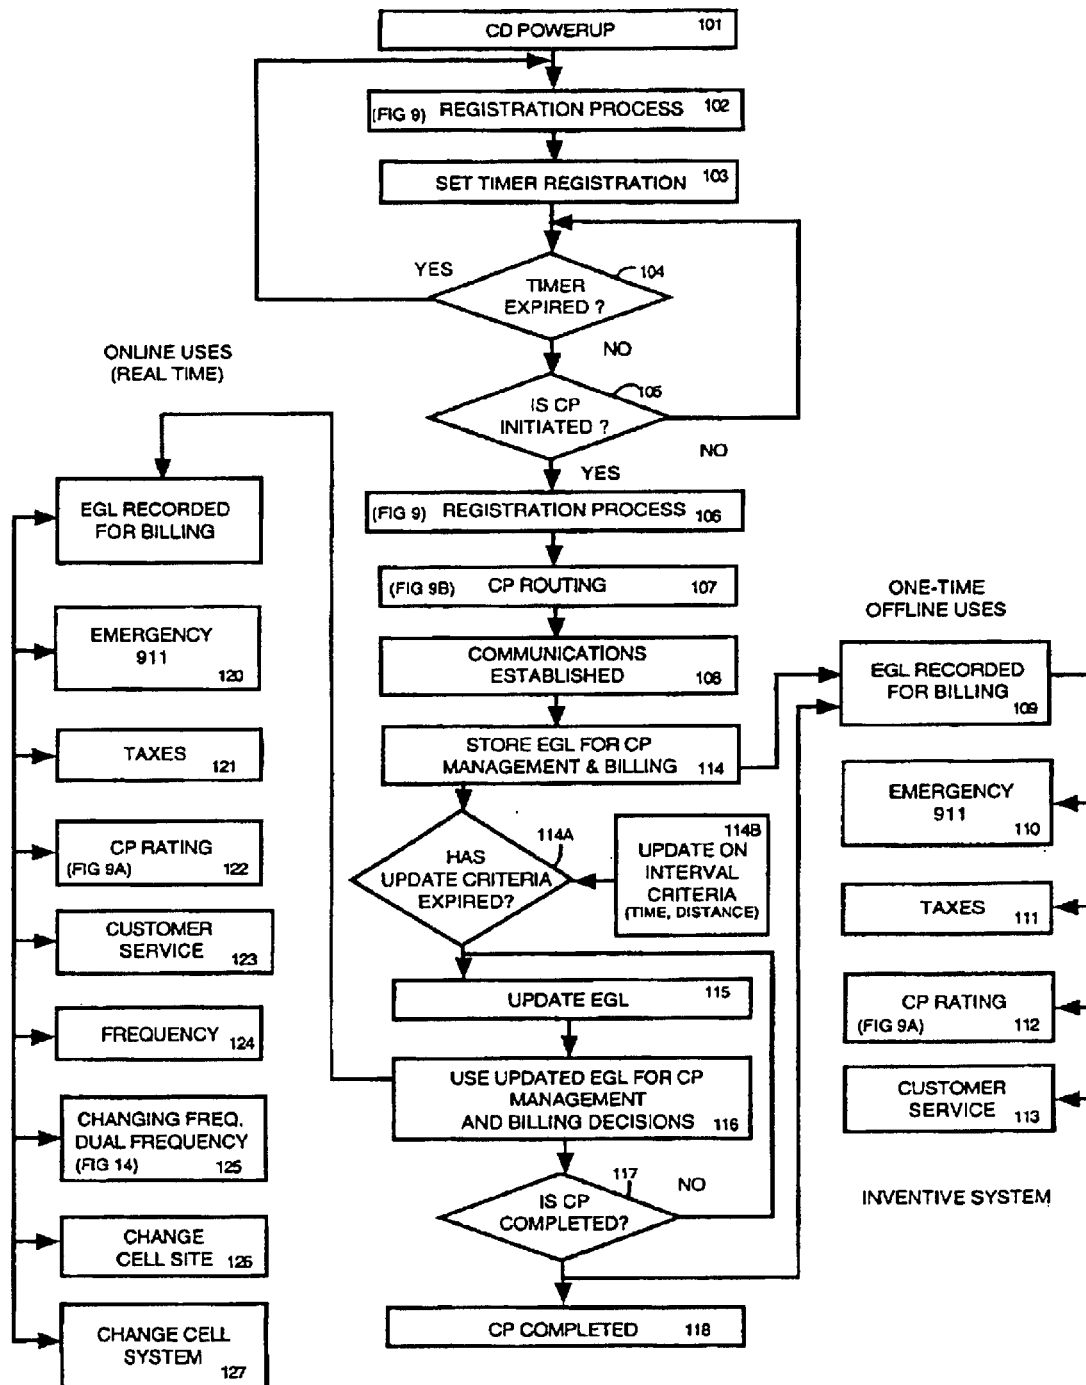 CD POWERUP 101
(FIG 9) REGISTRATION PROCESS 102
SET TIMER REGISTRATION 103
YES
104
TIMER
EXPIRED ?
NO
105
IS CP
INITIATED ?
NO
YES
(FIG 9) REGISTRATION PROCESS 106
(FIG 9B) CP ROUTING 107
COMMUNICATIONS
ESTABLISHED
108
STORE EGL FOR CP
MANAGEMENT & BILLING 114
114A
HAS
UPDATE CRITERIA
EXPIRED?
114B
UPDATE ON
INTERVAL
CRITERIA
(TIME, DISTANCE)
UPDATE EGL 115
USE UPDATED EGL FOR CP
MANAGEMENT
AND BILLING DECISIONS 116
117
NO
IS CP
COMPLETED?
CP COMPLETED 118
ONLINE USES
(REAL TIME)
EGL RECORDED
FOR BILLING
EMERGENCY
911
120
TAXES
121
CP RATING
(FIG 9A) 122
CUSTOMER
SERVICE
123
FREQUENCY
124
CHANGING FREQ.
DUAL FREQUENCY
(FIG 14) 125
CHANGE
CELL SITE
126
CHANGE CELL
SYSTEM
127
ONE-TIME
OFFLINE USES
EGL RECORDED
FOR BILLING
109
EMERGENCY
911
110
TAXES
111
CP RATING
(FIG 9A) 112
CUSTOMER
SERVICE
113
INVENTIVE SYSTEM